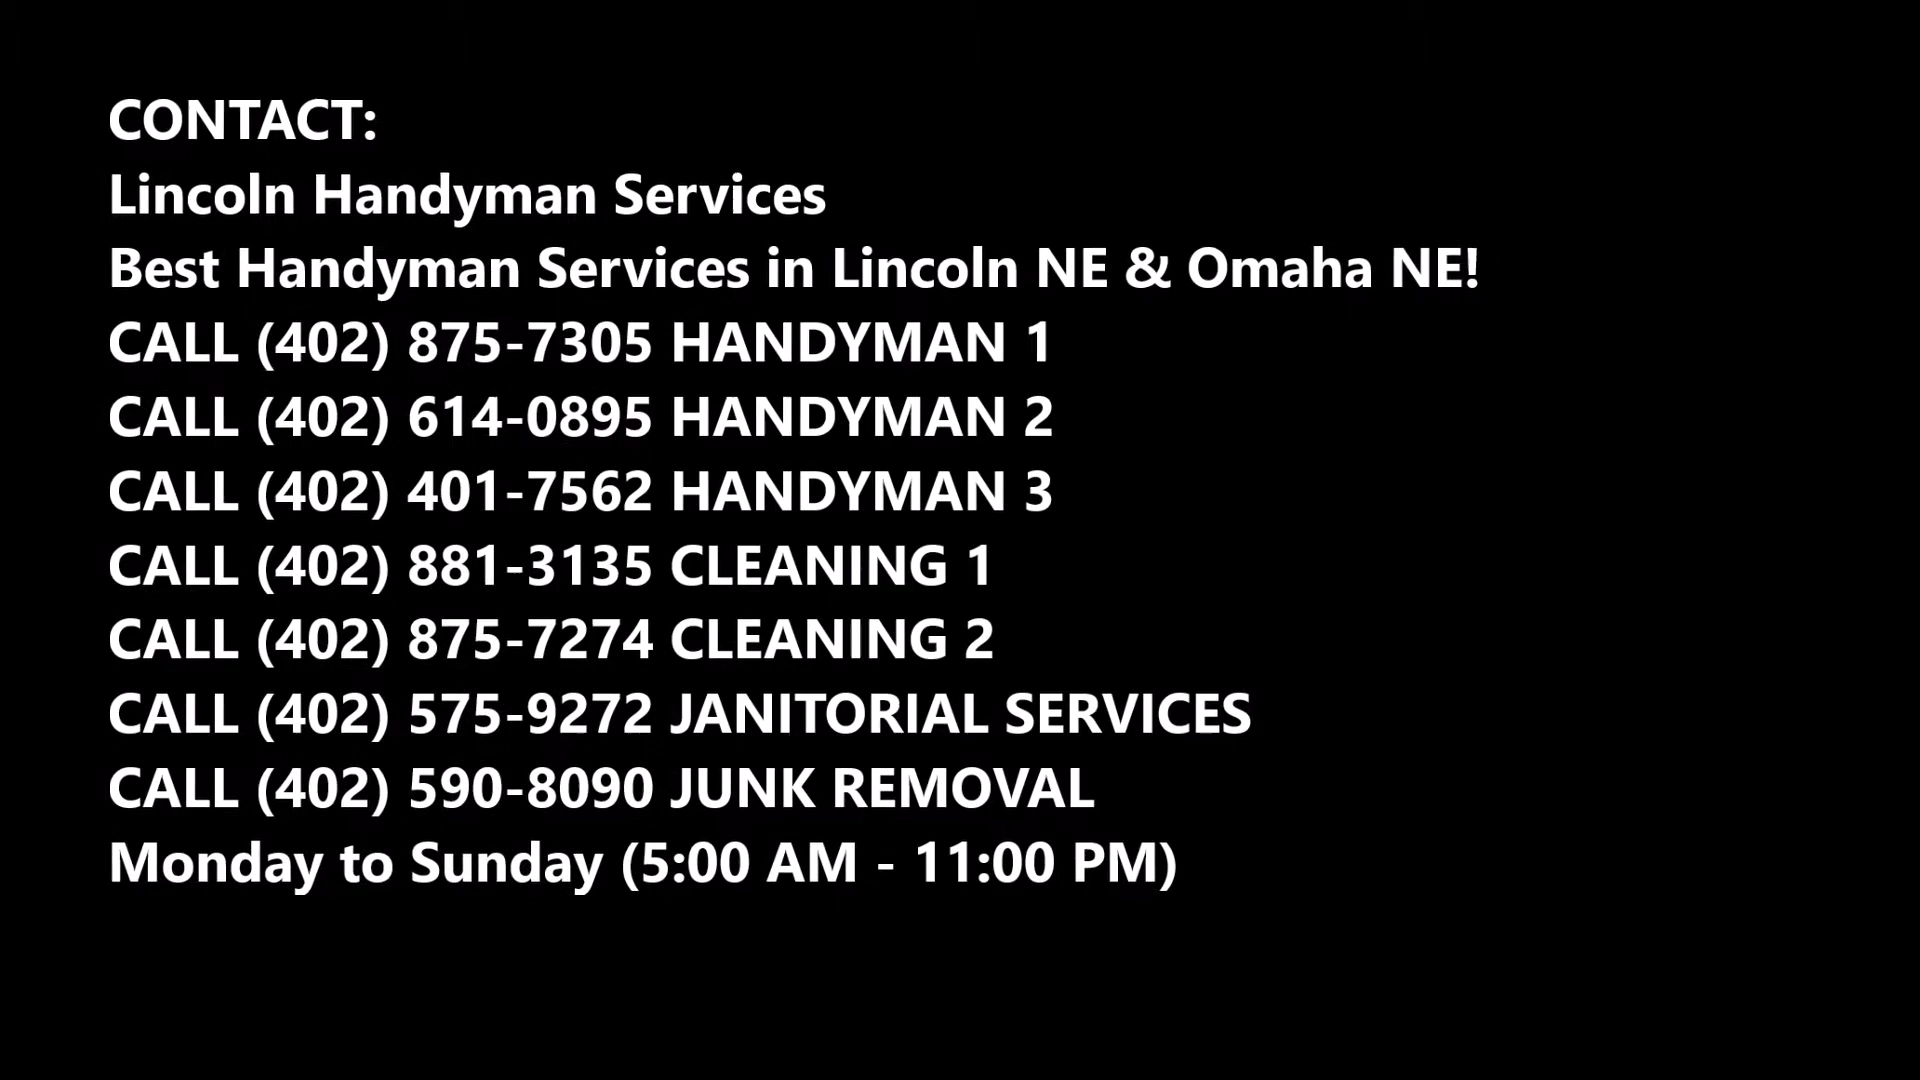 CONTACT:
Lincoln Handyman Services
Best Handyman Services in Lincoln NE & Omaha NE!
CALL (402) 875-7305 HANDYMAN 1
CALL (402) 614-0895 HANDYMAN 2
CALL (402) 401-7562 HANDYMAN 3
CALL (402) 881-3135 CLEANING 1
CALL (402) 875-7274 CLEANING 2
CALL (402) 575-9272 JANITORIAL SERVICES
CALL (402) 590-8090 JUNK REMOVAL
Monday to Sunday (5:00 AM - 11:00 PM)